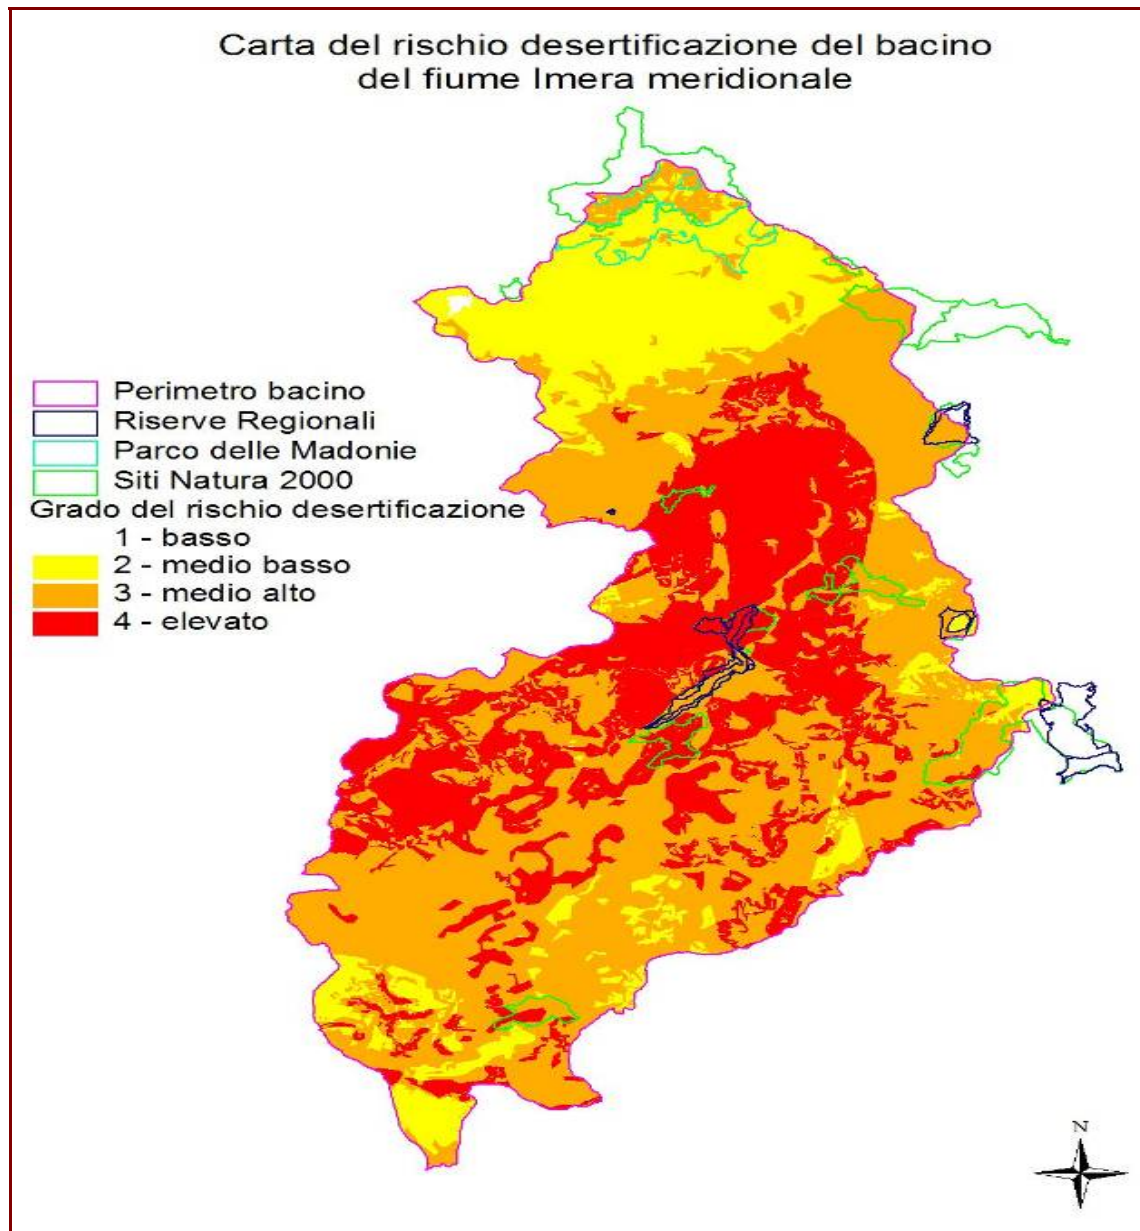 Carta del rischio desertificazione del bacino
del fiume Imera meridionale
Perimetro bacino
Riserve Regionali
Parco delle Madonie
Siti Natura 2000
Grado del rischio desertificazione
1 - basso
2 - medio basso
3 - medio alto
4 - elevato
N